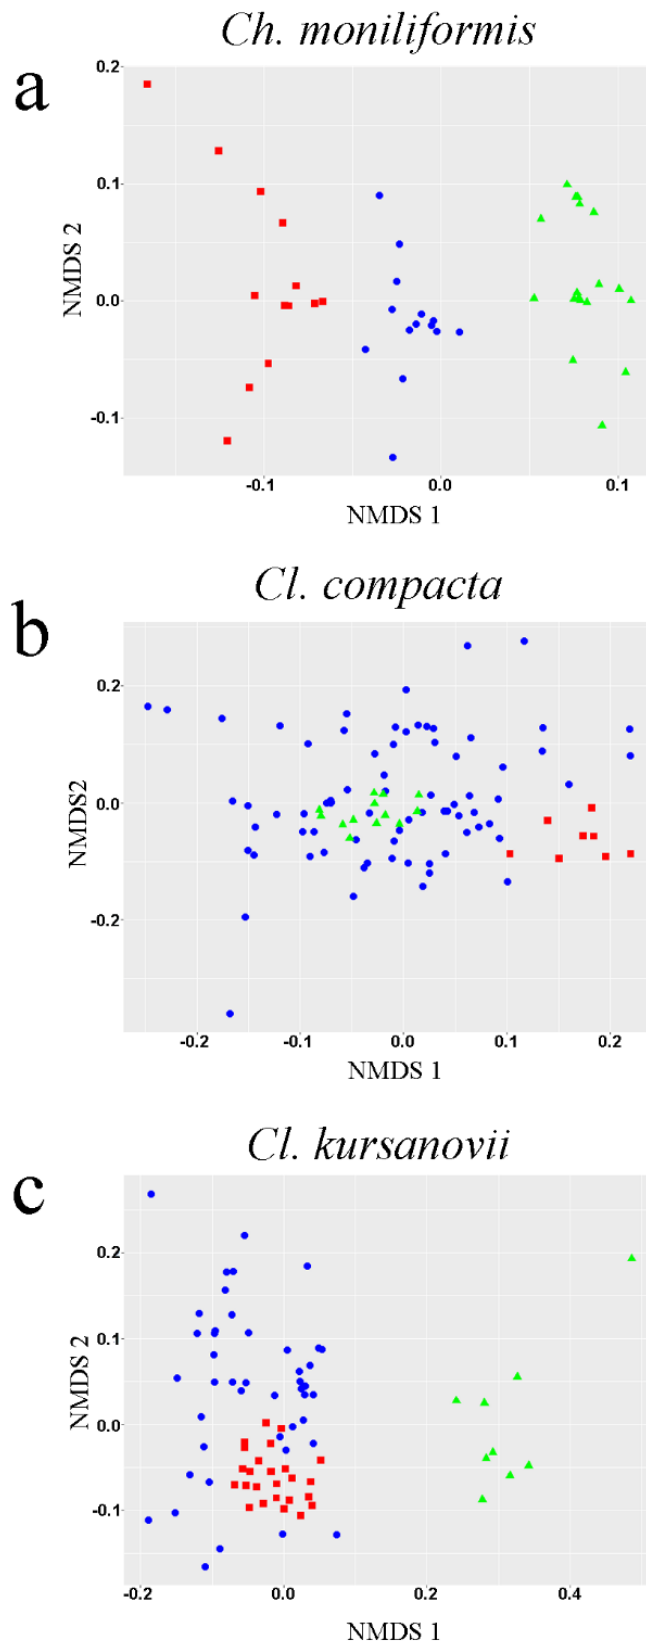 Ch. moniliformis
a
0.2
0.1
0.0
-0.1
NMDS 2
-0.1 0.0 0.1
NMDS 1
Cl. compacta
b
0.2
0.0
-0.2
NMDS2
-0.2 -0.1 0.0 0.1 0.2
NMDS 1
Cl. kursanovii
c
0.2
0.1
0.0
-0.1
NMDS 2
-0.2 0.0 0.2 0.4
NMDS 1